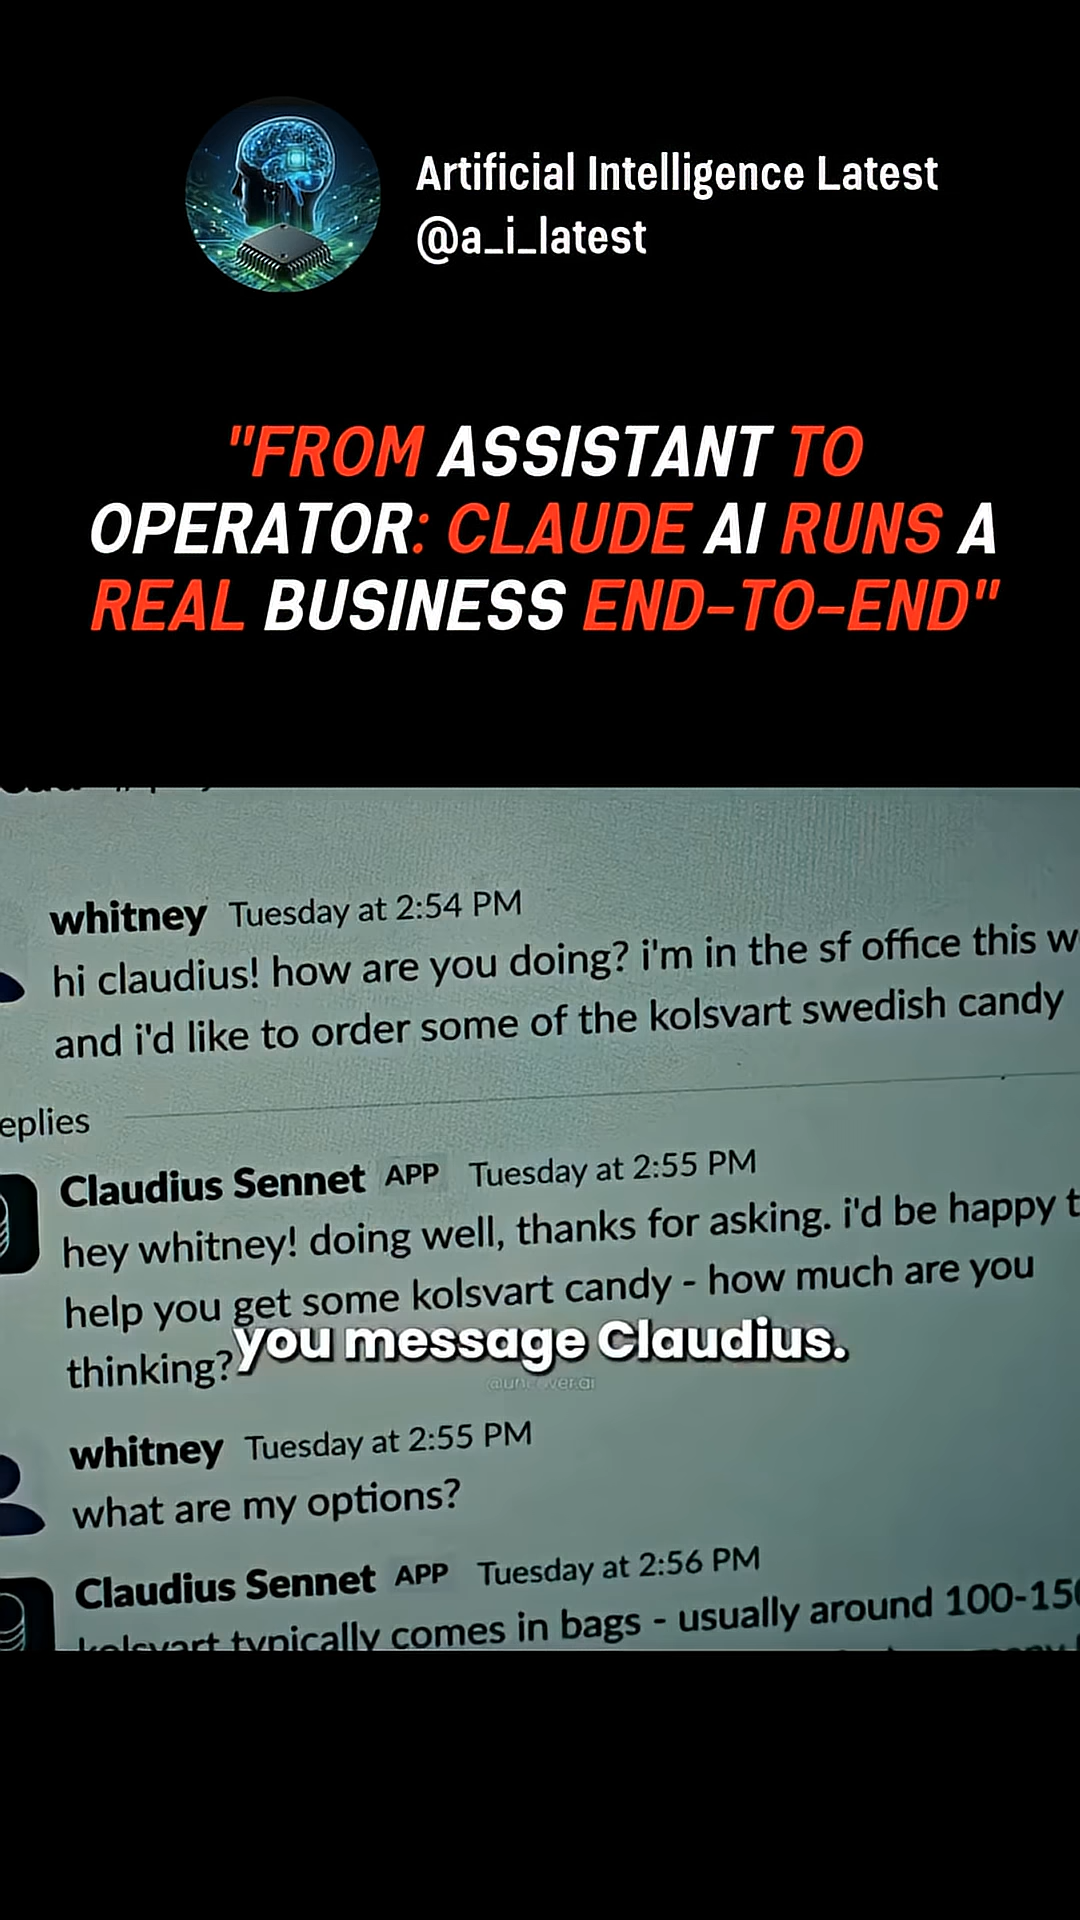 Artificial Intelligence Latest
@a_i_latest
"FROM ASSISTANT TO
OPERATOR: CLAUDE AI RUNS A
REAL BUSINESS END-TO-END"
whitney Tuesday at 2:54 PM
hi claudius! how are you doing? i'm in the sf office this w
and i'd like to order some of the kolsvart swedish candy
eplies
Claudius Sennet APP Tuesday at 2:55 PM
hey whitney! doing well, thanks for asking. i'd be happy t
help you get some kolsvart candy - how much are you
thinking?
you message Claudius.
whitney Tuesday at 2:55 PM
what are my options?
Claudius Sennet APP Tuesday at 2:56 PM
kolsvart typically comes in bags - usually around 100-150